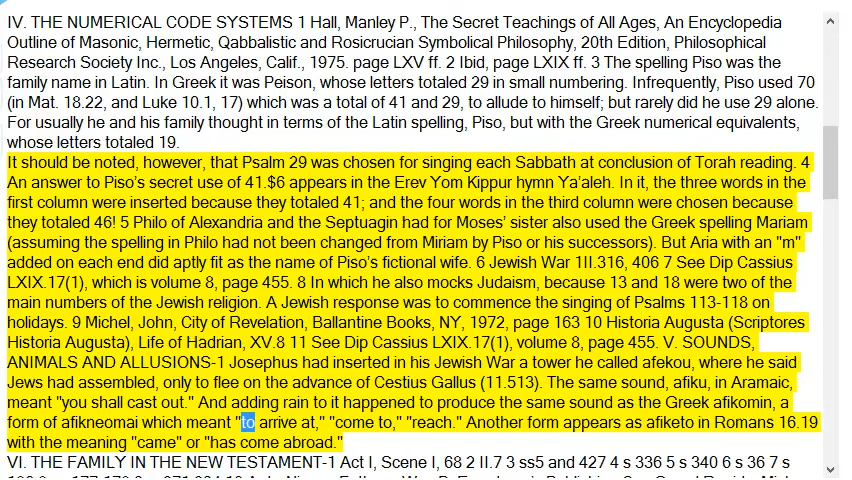 IV. THE NUMERICAL CODE SYSTEMS 1 Hall, Manley P., The Secret Teachings of All Ages, An Encyclopedia
Outline of Masonic, Hermetic, Qabbalistic and Rosicrucian Symbolical Philosophy, 20th Edition, Philosophical
Research Society Inc., Los Angeles, Calif., 1975. page LXV ff. 2 Ibid, page LXIX ff. 3 The spelling Piso was the
family name in Latin. In Greek it was Peison, whose letters totaled 29 in small numbering. Infrequently, Piso used 70
(in Mat. 18.22, and Luke 10.1, 17) which was a total of 41 and 29, to allude to himself; but rarely did he use 29 alone.
For usually he and his family thought in terms of the Latin spelling, Piso, but with the Greek numerical equivalents,
whose letters totaled 19.
It should be noted, however, that Psalm 29 was chosen for singing each Sabbath at conclusion of Torah reading. 4
An answer to Piso's secret use of 41.$6 appears in the Erev Yom Kippur hymn Ya'aleh. In it, the three words in the
first column were inserted because they totaled 41; and the four words in the third column were chosen because
they totaled 46! 5 Philo of Alexandria and the Septuagin had for Moses' sister also used the Greek spelling Mariam
(assuming the spelling in Philo had not been changed from Miriam by Piso or his successors). But Aria with an "m"
added on each end did aptly fit as the name of Piso's fictional wife. 6 Jewish War 1II.316, 406 7 See Dip Cassius
LXIX.17(1), which is volume 8, page 455. 8 In which he also mocks Judaism, because 13 and 18 were two of the
main numbers of the Jewish religion. A Jewish response was to commence the singing of Psalms 113-118 on
holidays. 9 Michel, John, City of Revelation, Ballantine Books, NY, 1972, page 163 10 Historia Augusta (Scriptores
Historia Augusta), Life of Hadrian, XV.8 11 See Dip Cassius LXIX.17(1), volume 8, page 455. V. SOUNDS,
ANIMALS AND ALLUSIONS-1 Josephus had inserted in his Jewish War a tower he called afekou, where he said
Jews had assembled, only to flee on the advance of Cestius Gallus (11.513). The same sound, afiku, in Aramaic,
meant "you shall cast out." And adding rain to it happened to produce the same sound as the Greek afikomin, a
form of afikneomai which meant "to arrive at," "come to," "reach." Another form appears as afiketo in Romans 16.19
with the meaning "came" or "has come abroad."
VI. THE FAMILY IN THE NEW TESTAMENT-1 Act I, Scene I, 68 2 II.7 3 ss5 and 427 4 s 336 5 s 340 6 s 36 7 s